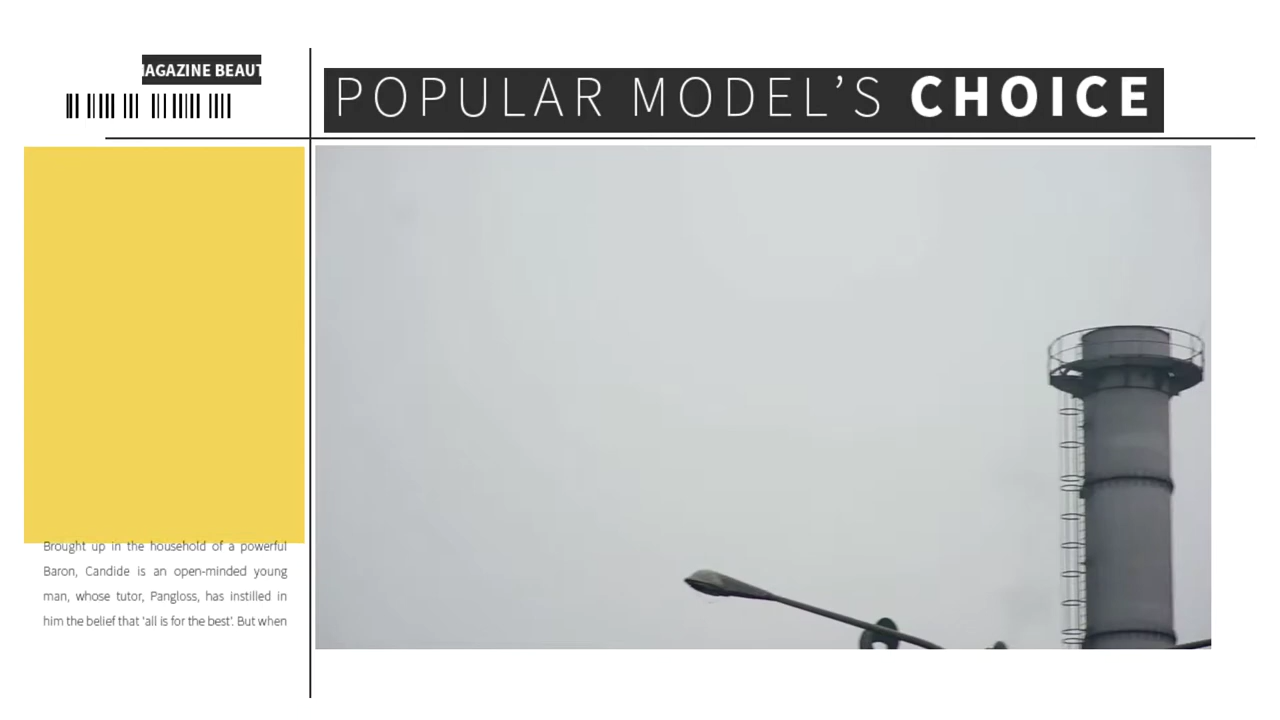 MAGAZINE BEAUT
POPULAR MODEL’S CHOICE
Brought up in the household of a powerful
Baron, Candide is an open-minded young
man, whose tutor, Pangloss, has instilled in
him the belief that ‘all is for the best’. But when